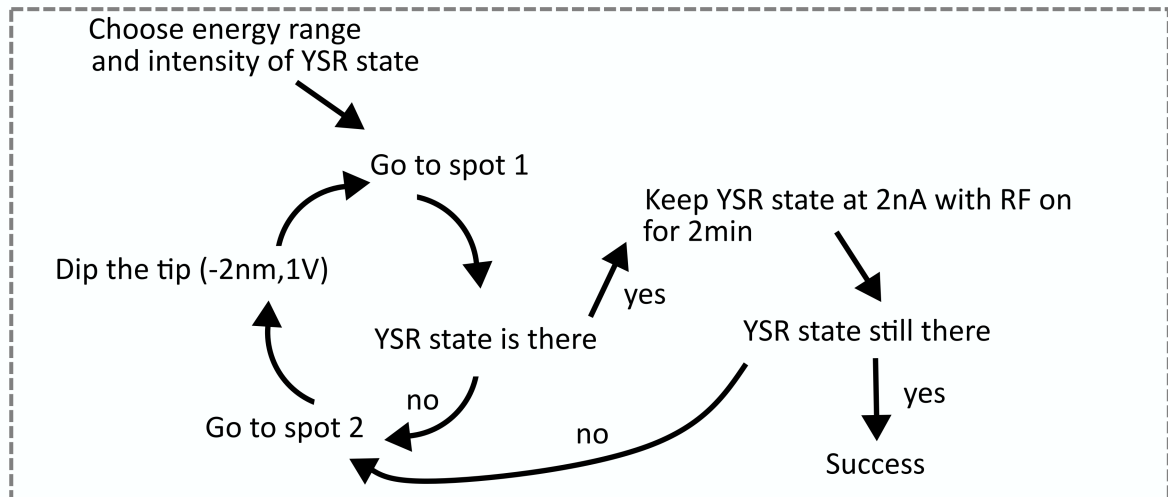 Choose energy range
and intensity of YSR state
Go to spot 1
Keep YSR state at 2nA with RF on
for 2min
Dip the tip (-2nm,1V)
yes
YSR state is there
YSR state still there
no
yes
Go to spot 2
no
Success